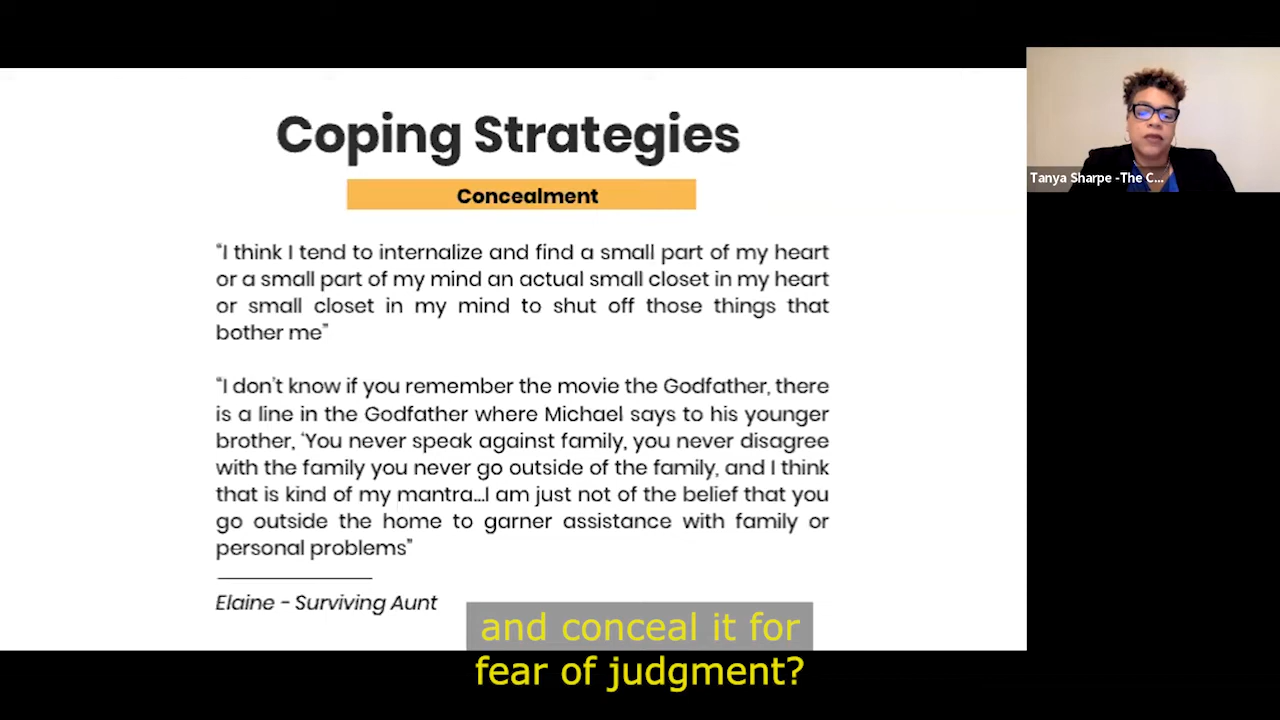 Coping Strategies
Concealment
“I think I tend to internalize and find a small part of my heart
or a small part of my mind an actual small closet in my heart
or small closet in my mind to shut off those things that
bother me”
“I don’t know if you remember the movie the Godfather, there
is a line in the Godfather where Michael says to his younger
brother, ‘You never speak against family, you never disagree
with the family you never go outside of the family, and I think
that is kind of my mantra...I am just not of the belief that you
go outside the home to garner assistance with family or
personal problems”
Elaine - Surviving Aunt
Tanya Sharpe -The C...
and conceal it for
fear of judgment?